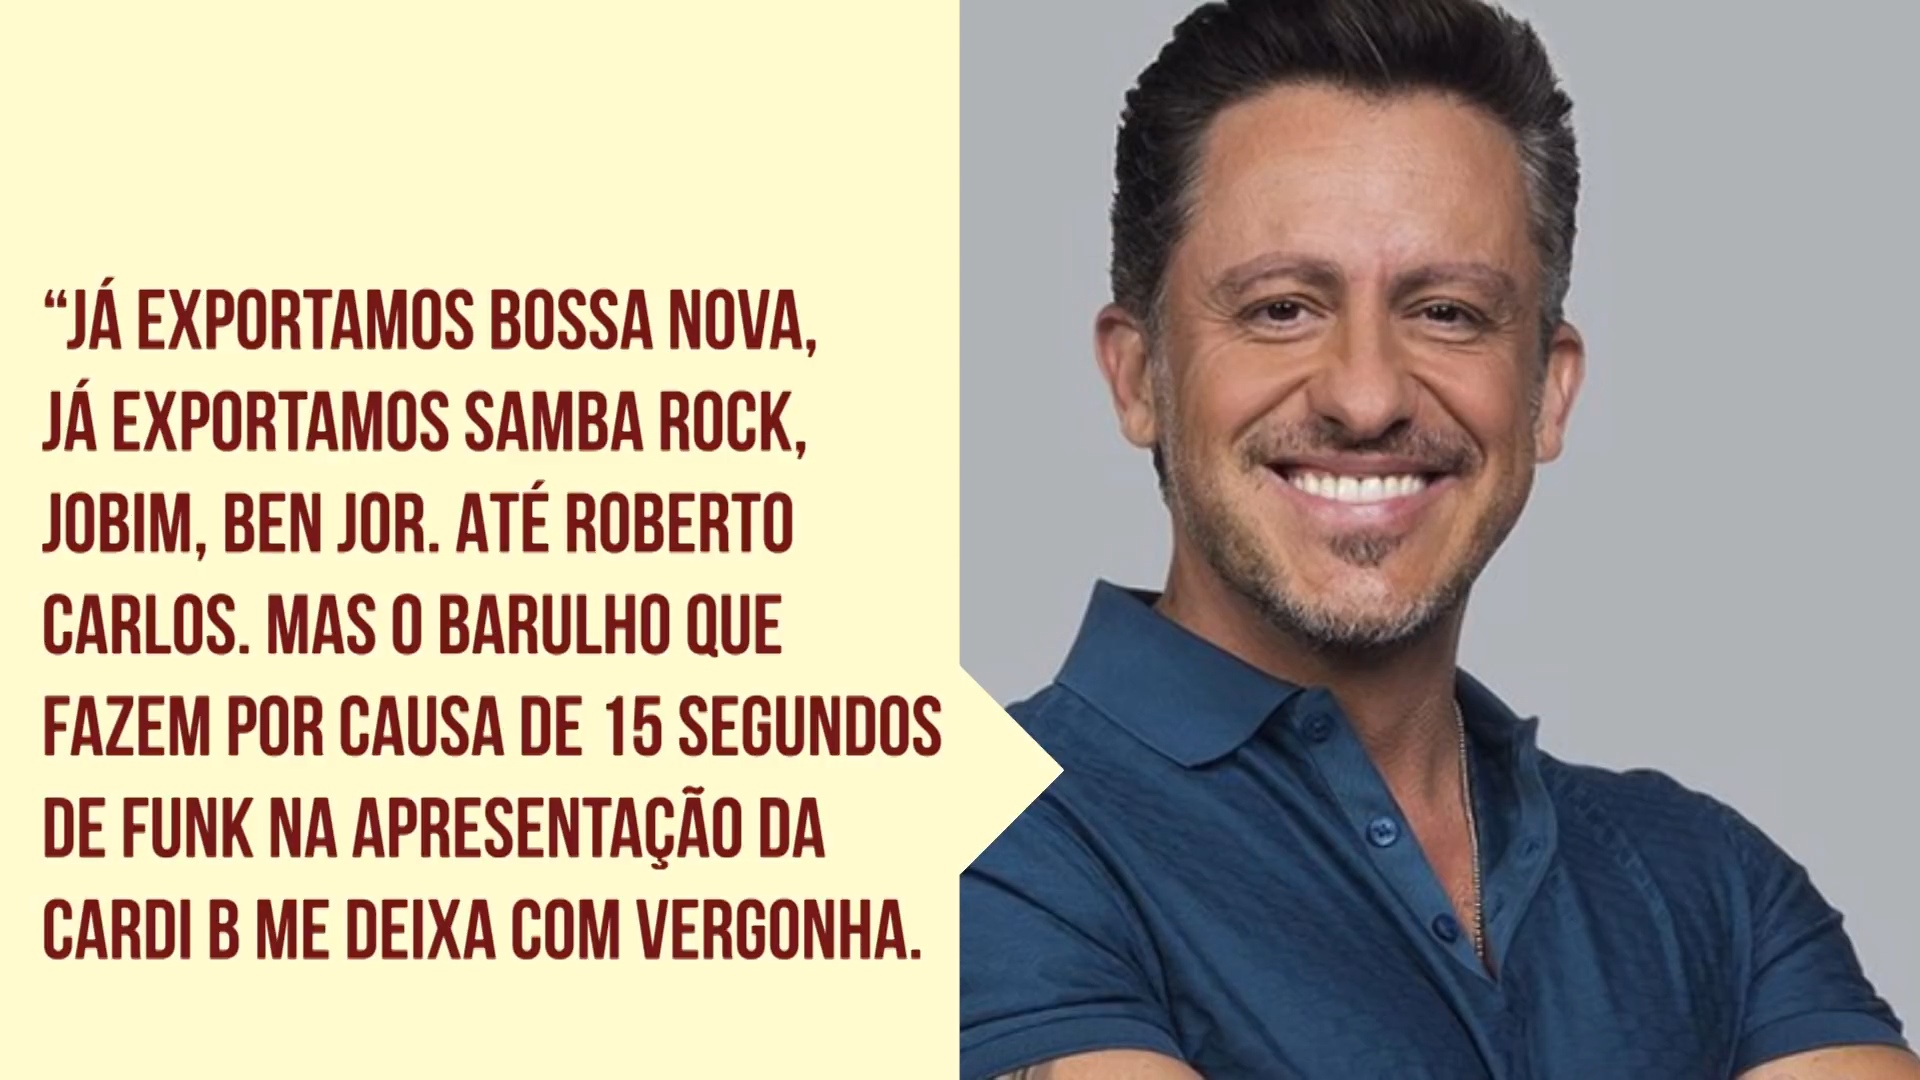 “JÁ EXPORTAMOS BOSSA NOVA,
JÁ EXPORTAMOS SAMBA ROCK,
JOBIM, BEN JOR. ATÉ ROBERTO
CARLOS. MAS O BARULHO QUE
FAZEM POR CAUSA DE 15 SEGUNDOS
DE FUNK NA APRESENTAÇÃO DA
CARDI B ME DEIXA COM VERGONHA.